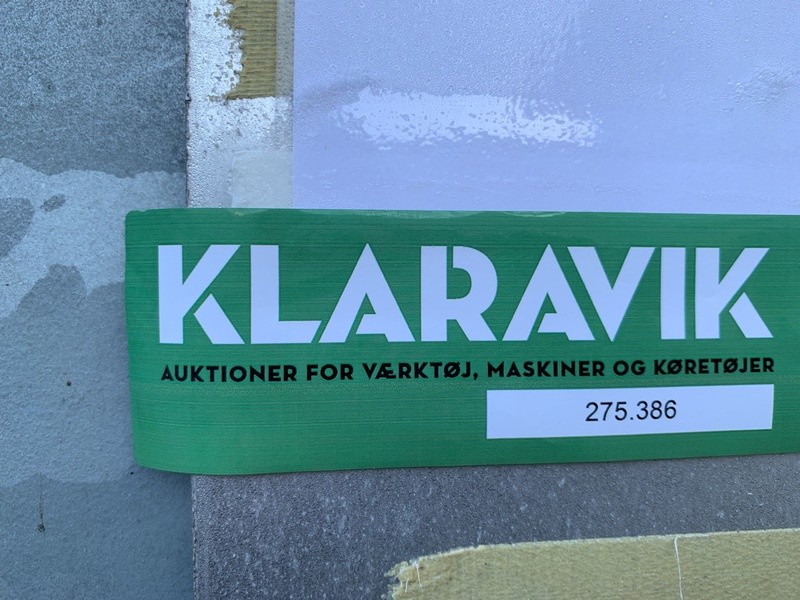 KLARAVIK
AUKTIONER FOR VÆRKTØJ, MASKINER OG KØRETØJER
275.386